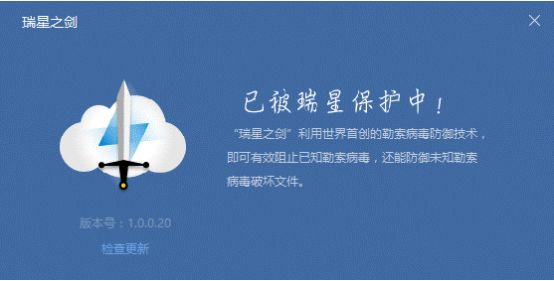 瑞星之剑
已被瑞星保护中！
“瑞星之剑”利用世界首创的勒索病毒防御技术，
即可有效阻止已知勒索病毒，还能防御未知勒索
病毒破坏文件。
版本号：1.0.0.20
检查更新